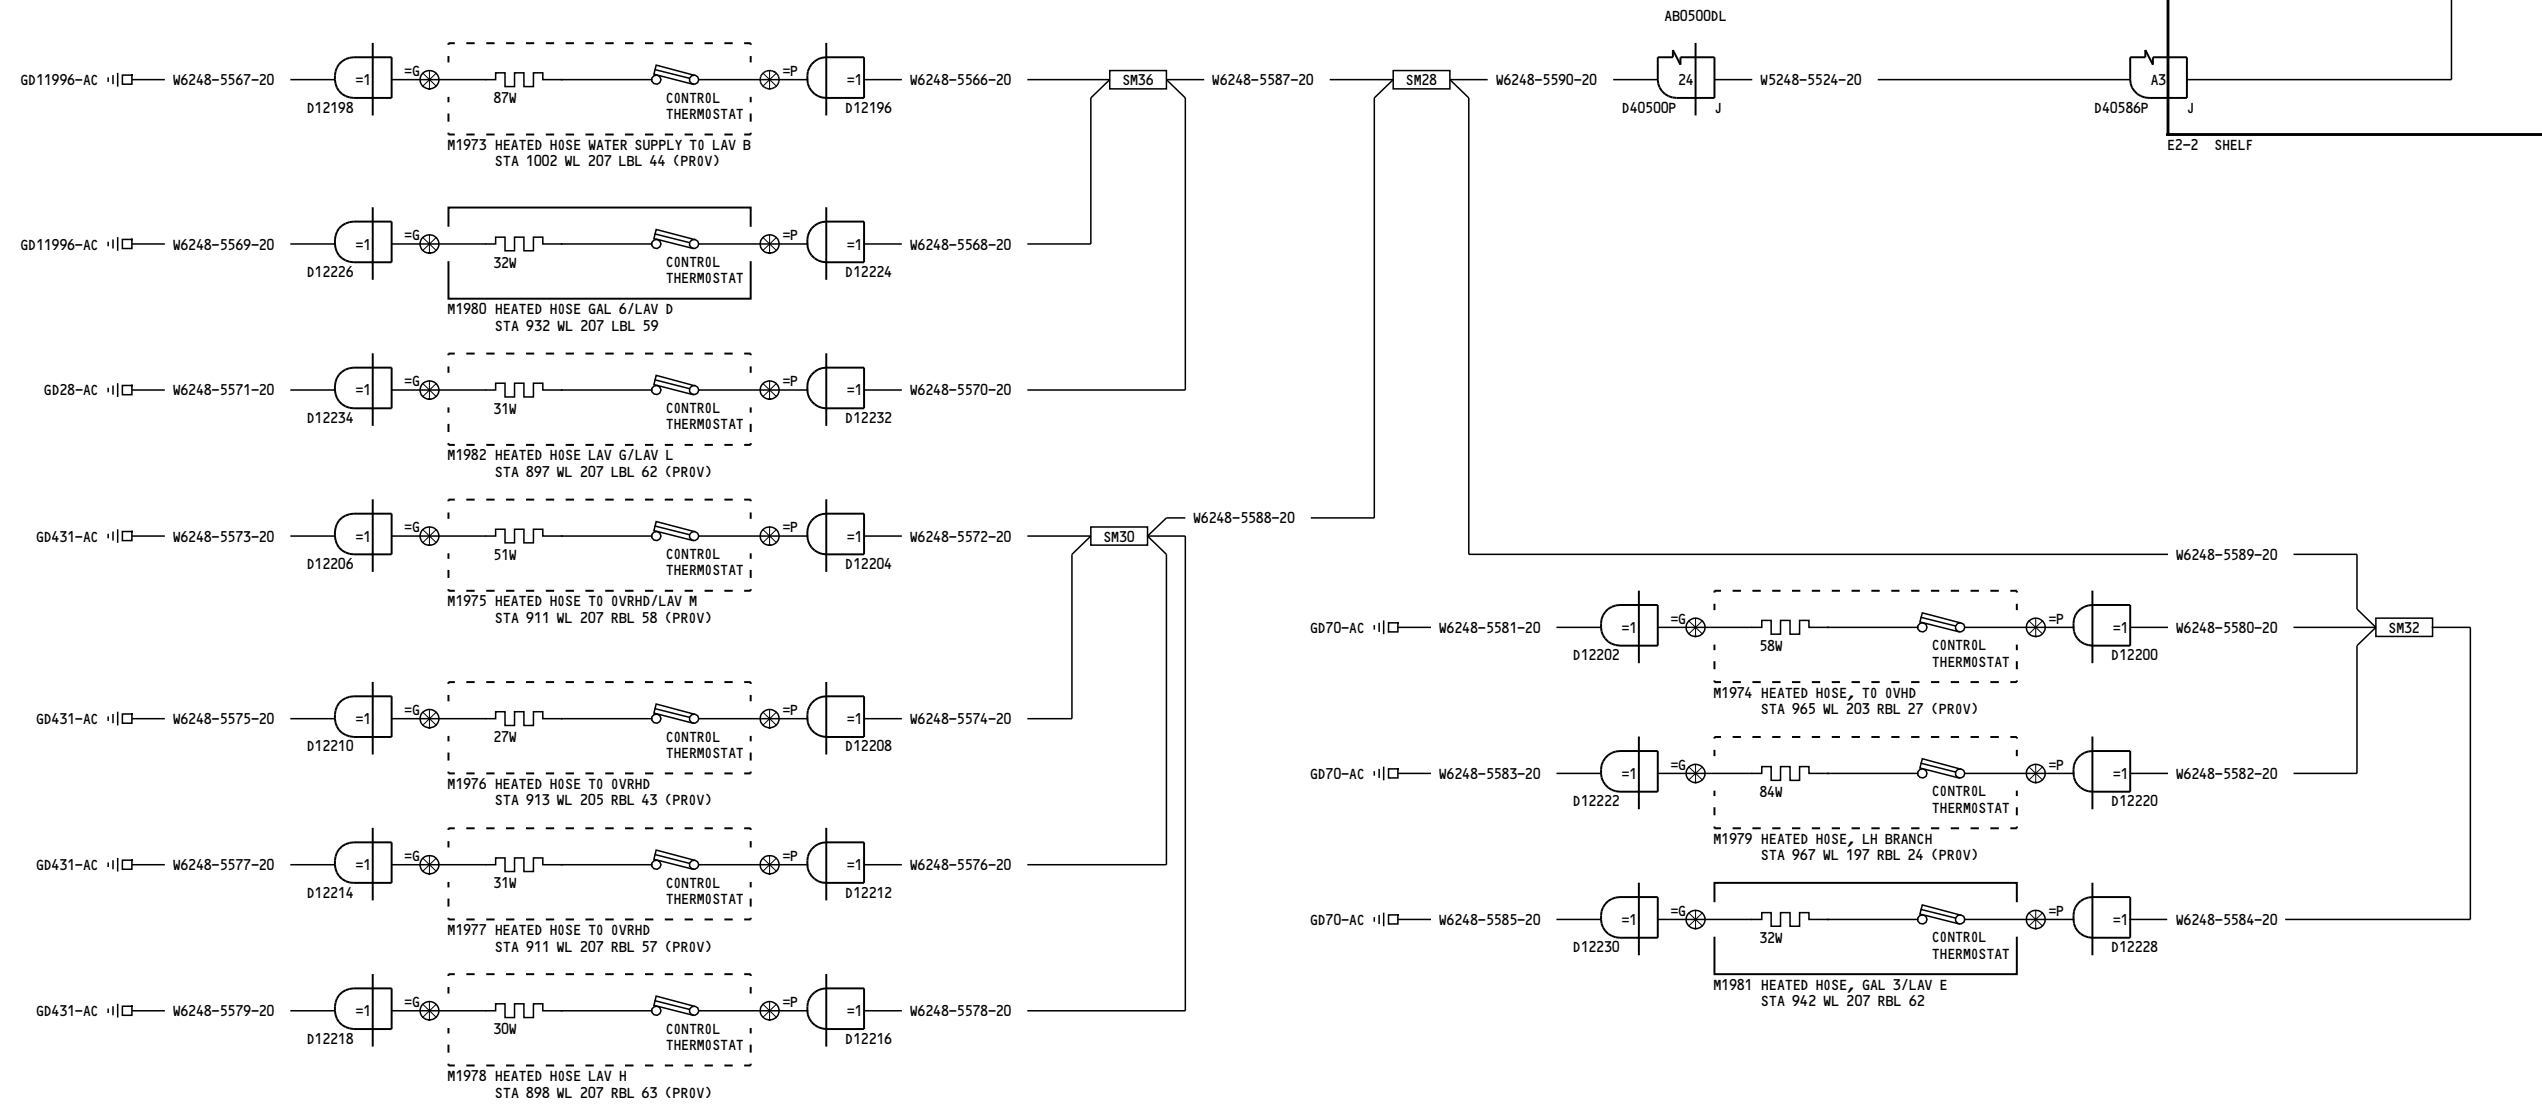 AB0500DL
GD11996-AC W6248-5567-20 =1 =G =P =1 W6248-5566-20 SM36 W6248-5587-20 SM28 W6248-5590-20 24 W5248-5524-20 A3
87W CONTROL
D12198 D12196 D40500P J D40586P J
THERMOSTAT
M1973 HEATED HOSE WATER SUPPLY TO LAV B
E2-2 SHELF
STA 1002 WL 207 LBL 44 (PROV)
GD11996-AC W6248-5569-20 =1 =G =P =1 W6248-5568-20
32W CONTROL
D12226 D12224
THERMOSTAT
M1980 HEATED HOSE GAL 6/LAV D
STA 932 WL 207 LBL 59
GD28-AC W6248-5571-20 =1 =G =P =1 W6248-5570-20
31W CONTROL
D12234 D12232
THERMOSTAT
M1982 HEATED HOSE LAV G/LAV L
STA 897 WL 207 LBL 62 (PROV)
W6248-5588-20
GD431-AC W6248-5573-20 =1 =G =P =1 W6248-5572-20 SM30
51W CONTROL
D12206 D12204
THERMOSTAT
M1975 HEATED HOSE TO OVRHD/LAV M
STA 911 WL 207 RBL 58 (PROV)
GD431-AC W6248-5575-20 =1 =G =P =1 W6248-5574-20
27W CONTROL
D12210 D12208
THERMOSTAT
M1976 HEATED HOSE TO OVRHD
STA 913 WL 205 RBL 43 (PROV)
GD431-AC W6248-5577-20 =1 =G =P =1 W6248-5576-20
31W CONTROL
D12214 D12212
THERMOSTAT
M1977 HEATED HOSE TO OVRHD
STA 911 WL 207 RBL 57 (PROV)
GD431-AC W6248-5579-20 =1 =G =P =1 W6248-5578-20
30W CONTROL
D12218 D12216
THERMOSTAT
M1978 HEATED HOSE LAV H
STA 898 WL 207 RBL 63 (PROV)
W6248-5589-20
GD70-AC W6248-5581-20 =1 =G =P =1 W6248-5580-20 SM32
58W CONTROL
D12202 D12200
THERMOSTAT
M1974 HEATED HOSE, TO OVHD
STA 965 WL 203 RBL 27 (PROV)
GD70-AC W6248-5583-20 =1 =G =P =1 W6248-5582-20
84W CONTROL
D12222 D12220
THERMOSTAT
M1979 HEATED HOSE, LH BRANCH
STA 967 WL 197 RBL 24 (PROV)
GD70-AC W6248-5585-20 =1 =G =P =1 W6248-5584-20
32W CONTROL
D12230 D12228
THERMOSTAT
M1981 HEATED HOSE, GAL 3/LAV E
STA 942 WL 207 RBL 62